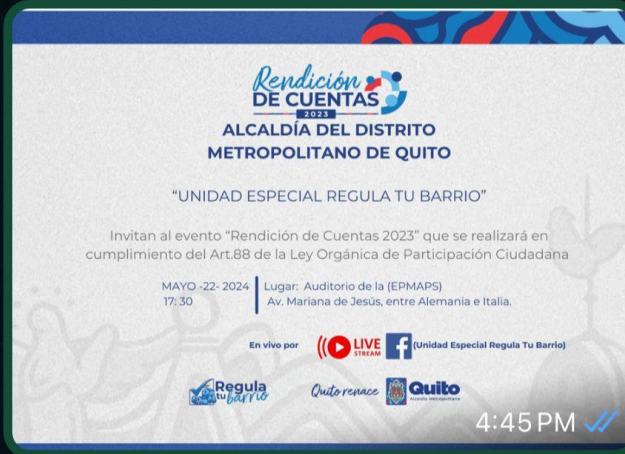 Rendición
DE CUENTAS
2023
ALCALDÍA DEL DISTRITO
METROPOLITANO DE QUITO
“UNIDAD ESPECIAL REGULA TU BARRIO”
Invitan al evento “Rendición de Cuentas 2023” que se realizará en
cumplimiento del Art.88 de la Ley Orgánica de Participación Ciudadana
MAYO -22- 2024
17: 30
Lugar: Auditorio de la (EPMAPS)
Av. Mariana de Jesús, entre Alemania e Italia.
En vivo por
LIVE
STREAM
(Unidad Especial Regula Tu Barrio)
Regula
tu barrio
Quito renace
Quito
Alcaldía Metropolitana
4:45 PM